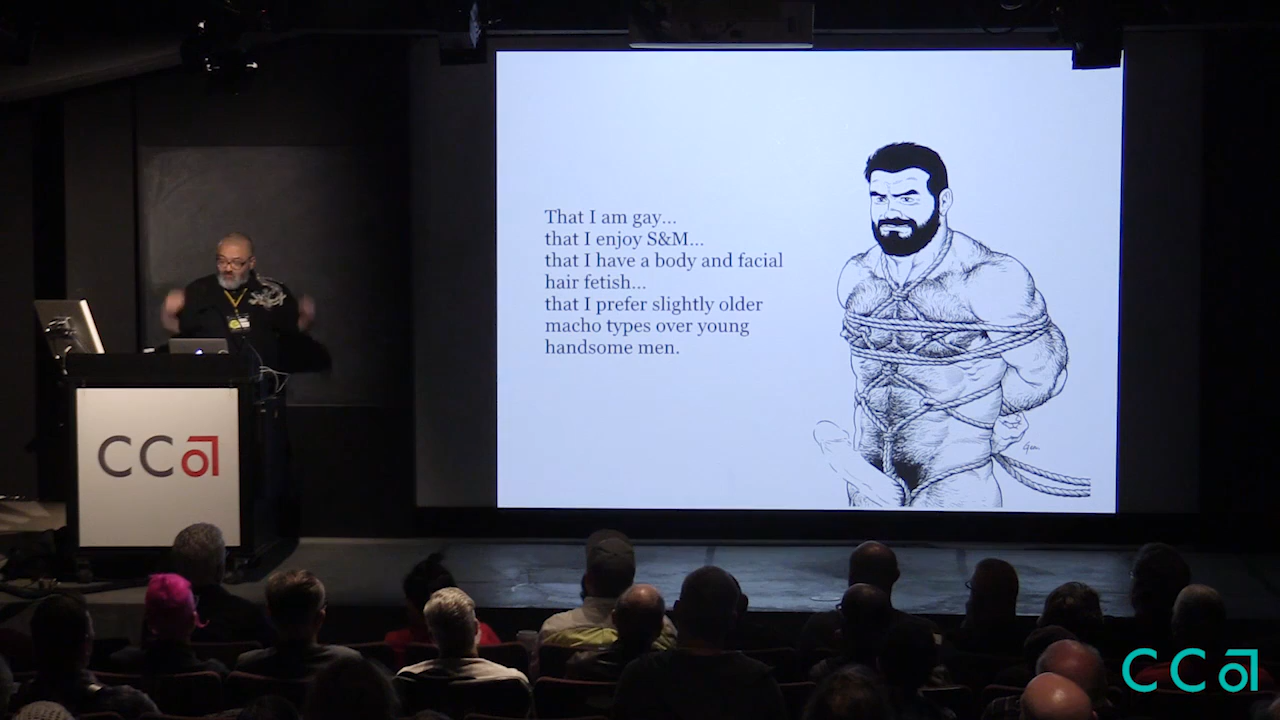 That I am gay...
that I enjoy S&M...
that I have a body and facial
hair fetish...
that I prefer slightly older
macho types over young
handsome men.
Gen
CCA
CCA